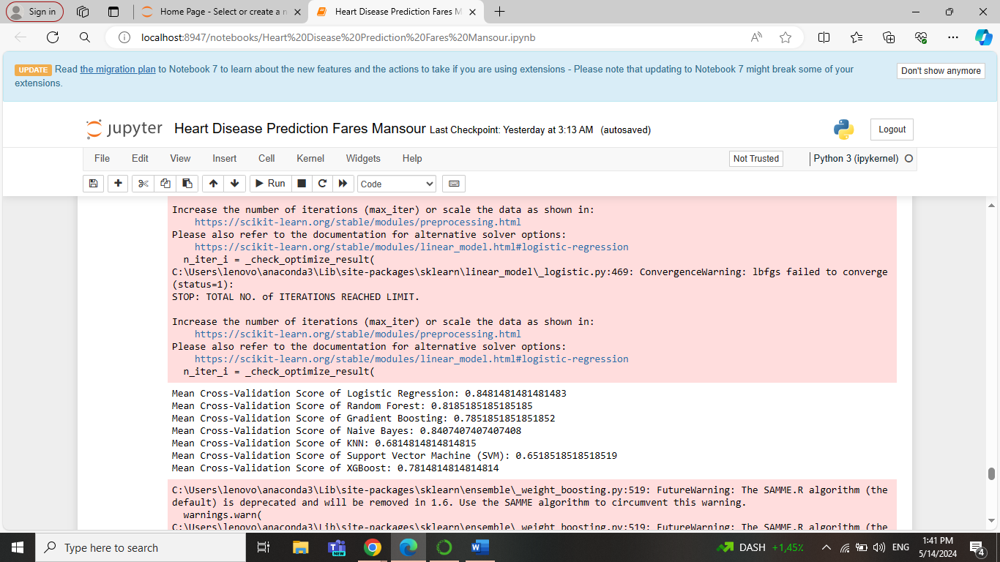 Sign in
Home Page - Select or create a n
Heart Disease Prediction Fares M
localhost:8947/notebooks/Heart%20Disease%20Prediction%20Fares%20Mansour.ipynb
UPDATE Read the migration plan to Notebook 7 to learn about the new features and the actions to take if you are using extensions - Please note that updating to Notebook 7 might break some of your
extensions.
Don't show anymore
jupyter Heart Disease Prediction Fares Mansour Last Checkpoint: Yesterday at 3:13 AM (autosaved)
Logout
File Edit View Insert Cell Kernel Widgets Help
Not Trusted
Python 3 (ipykernel)
Run
Code
Increase the number of iterations (max_iter) or scale the data as shown in:
https://scikit-learn.org/stable/modules/preprocessing.html
Please also refer to the documentation for alternative solver options:
https://scikit-learn.org/stable/modules/linear_model.html#logistic-regression
n_iter_i = _check_optimize_result(
C:\Users\lenovo\anaconda3\Lib\site-packages\sklearn\linear_model\_logistic.py:469: ConvergenceWarning: lbfgs failed to converge
(status=1):
STOP: TOTAL NO. of ITERATIONS REACHED LIMIT.
Increase the number of iterations (max_iter) or scale the data as shown in:
https://scikit-learn.org/stable/modules/preprocessing.html
Please also refer to the documentation for alternative solver options:
https://scikit-learn.org/stable/modules/linear_model.html#logistic-regression
n_iter_i = _check_optimize_result(
Mean Cross-Validation Score of Logistic Regression: 0.8481481481481483
Mean Cross-Validation Score of Random Forest: 0.8185185185185185
Mean Cross-Validation Score of Gradient Boosting: 0.7851851851851852
Mean Cross-Validation Score of Naive Bayes: 0.8407407407407408
Mean Cross-Validation Score of KNN: 0.6814814814814815
Mean Cross-Validation Score of Support Vector Machine (SVM): 0.6518518518518519
Mean Cross-Validation Score of XGBoost: 0.7814814814814814
C:\Users\lenovo\anaconda3\Lib\site-packages\sklearn\ensemble\_weight_boosting.py:519: FutureWarning: The SAMME.R algorithm (the
default) is deprecated and will be removed in 1.6. Use the SAMME algorithm to circumvent this warning.
warnings.warn(
C:\Users\lenovo\anaconda3\Lib\site-packages\sklearn\ensemble\_weight_boosting.py:519: FutureWarning: The SAMME.R algorithm (the
Type here to search
NEW
DASH +1,45%
ENG
1:41 PM
5/14/2024
4